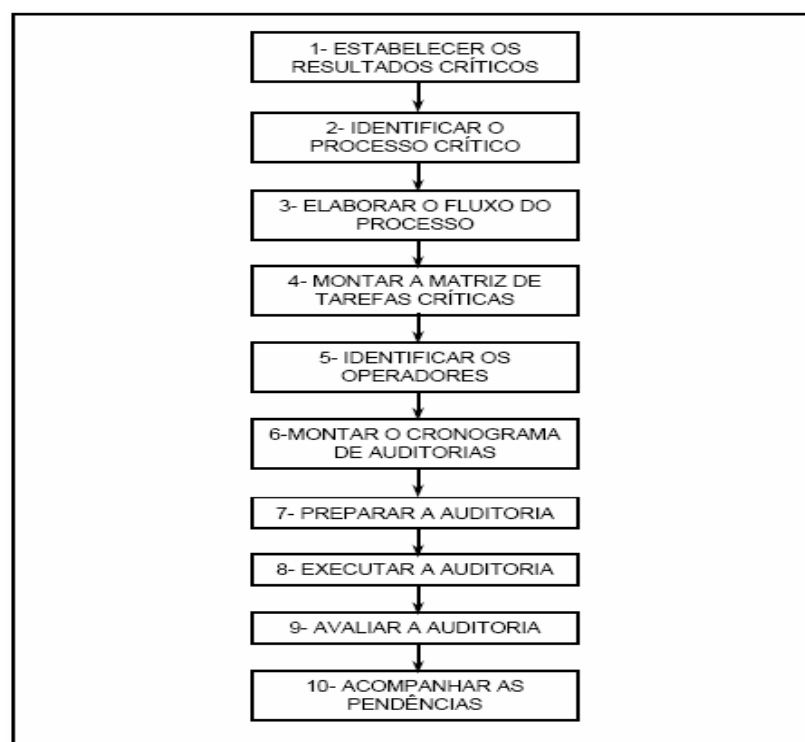 1- ESTABELECER OS
RESULTADOS CRÍTICOS
2- IDENTIFICAR O
PROCESSO CRÍTICO
3- ELABORAR O FLUXO DO
PROCESSO
4- MONTAR A MATRIZ DE
TAREFAS CRÍTICAS
5- IDENTIFICAR OS
OPERADORES
6-MONTAR O CRONOGRAMA
DE AUDITORIAS
7- PREPARAR A AUDITORIA
8- EXECUTAR A AUDITORIA
9- AVALIAR A AUDITORIA
10- ACOMPANHAR AS
PENDÊNCIAS